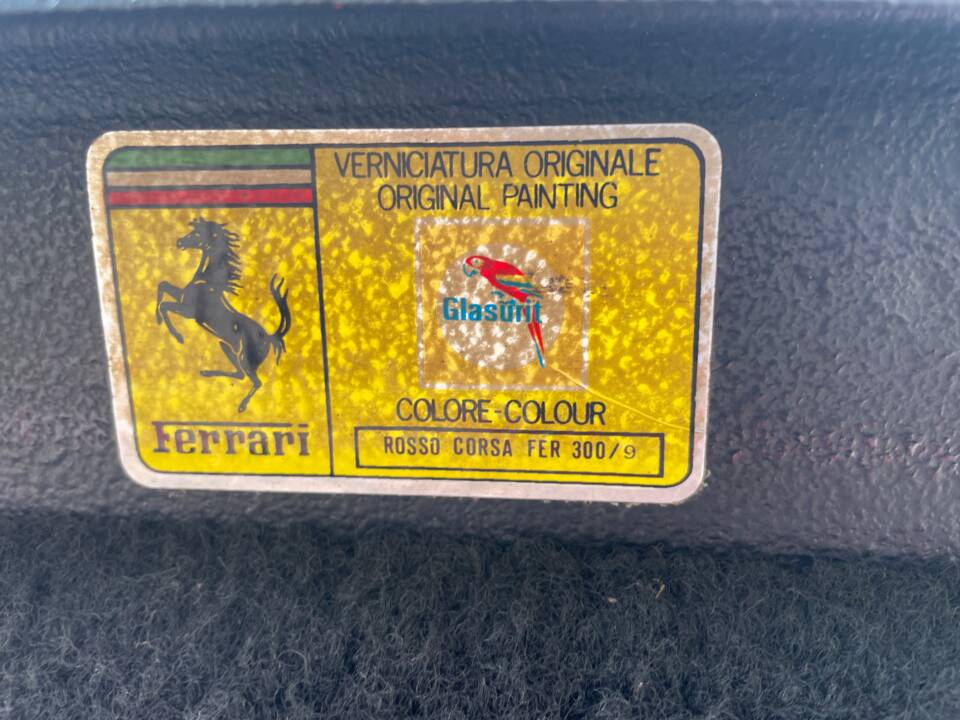 VERNICIATURA ORIGINALE
ORIGINAL PAINTING
Glasurit
COLORE-COLOUR
ROSSO CORSA FER 300/9
Ferrari